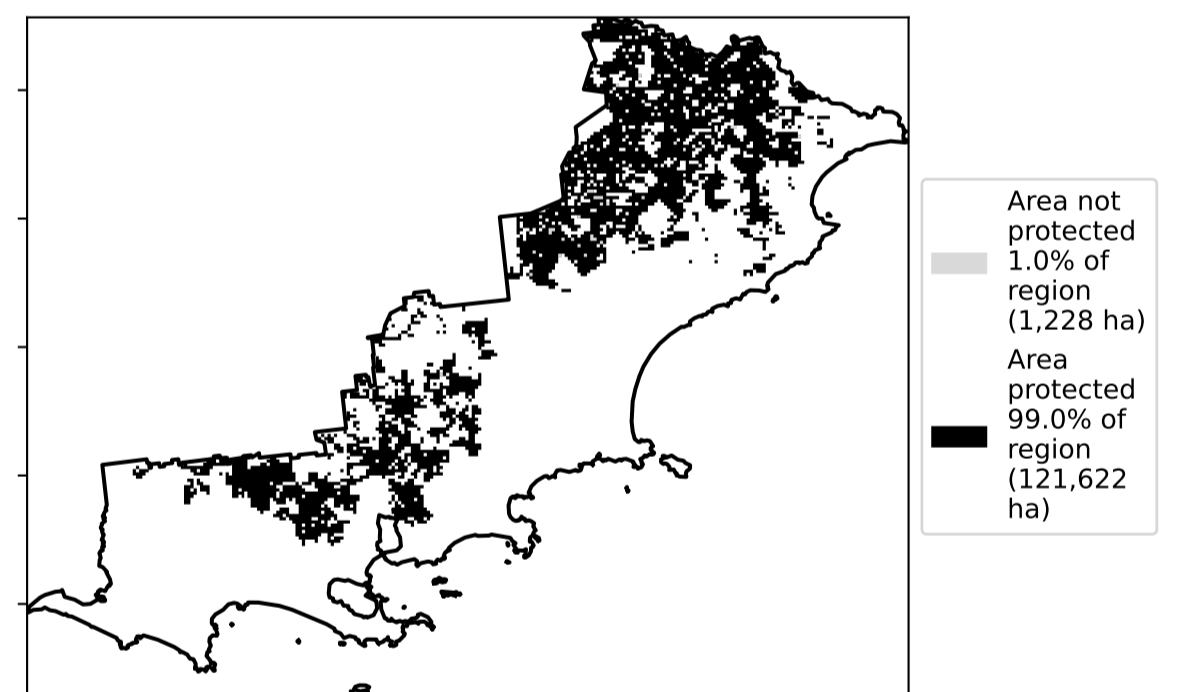 Area not
protected
1.0% of
region
(1,228 ha)
Area
protected
99.0% of
region
(121,622
ha)